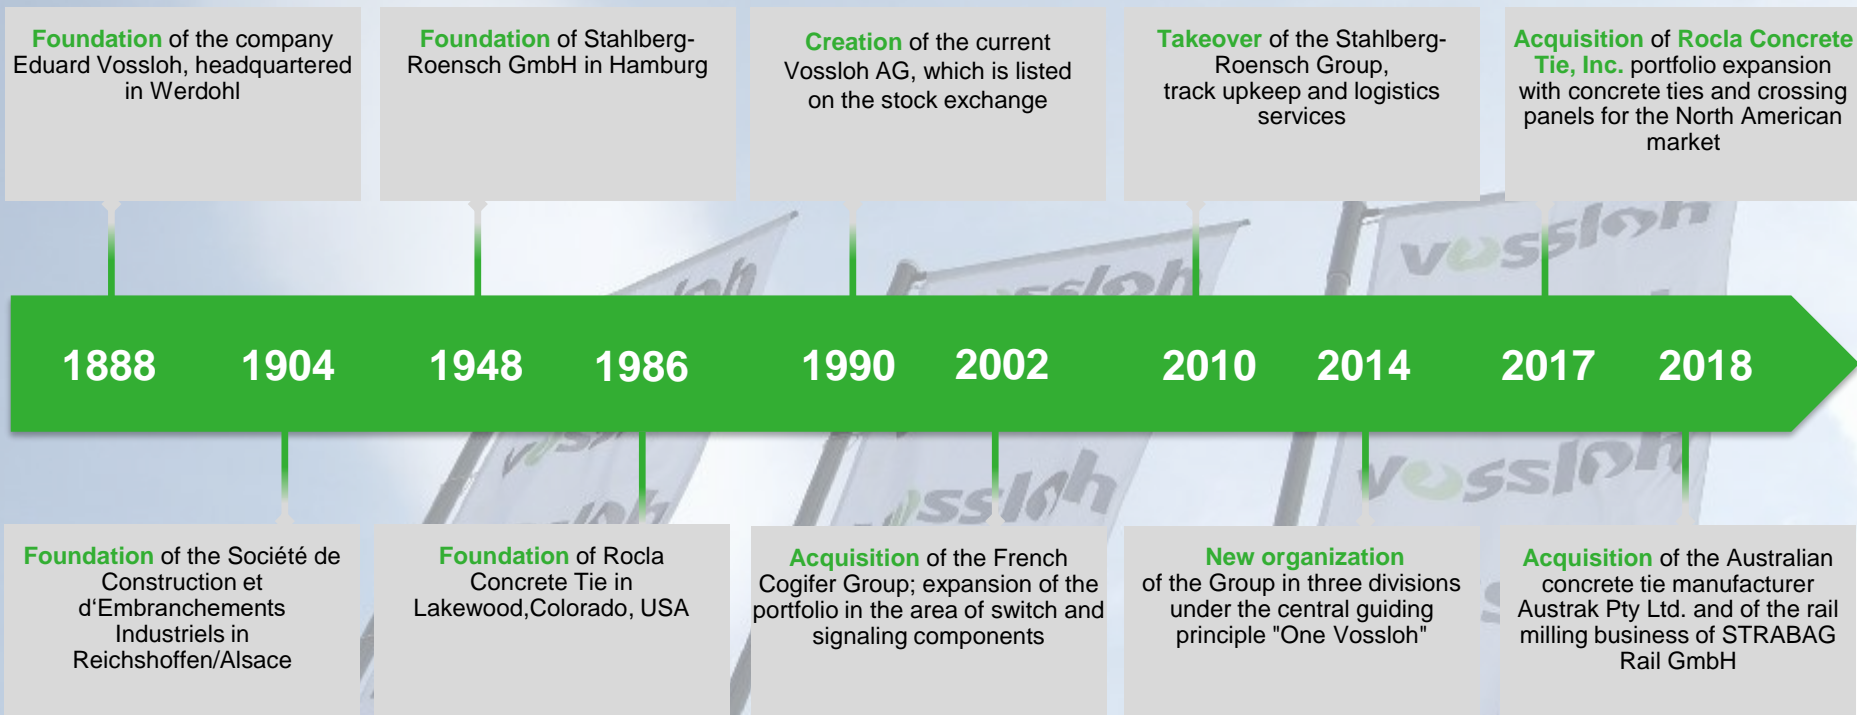 Foundation of the company
Eduard Vossloh, headquartered
in Werdohl
Foundation of Stahlberg-
Roensch GmbH in Hamburg
Creation of the current
Vossloh AG, which is listed
on the stock exchange
Takeover of the Stahlberg-
Roensch Group,
track upkeep and logistics
services
Acquisition of Rocla Concrete
Tie, Inc. portfolio expansion
with concrete ties and crossing
panels for the North American
market
vossloh
vossloh
vossloh
1888 1904 1948 1986 1990 2002 2010 2014 2017 2018
vossloh
vossloh
vossloh
Foundation of the Société de
Construction et
d‘Embranchements
Industriels in
Reichshoffen/Alsace
Foundation of Rocla
Concrete Tie in
Lakewood,Colorado, USA
Acquisition of the French
Cogifer Group; expansion of the
portfolio in the area of switch and
signaling components
New organization
of the Group in three divisions
under the central guiding
principle "One Vossloh"
Acquisition of the Australian
concrete tie manufacturer
Austrak Pty Ltd. and of the rail
milling business of STRABAG
Rail GmbH